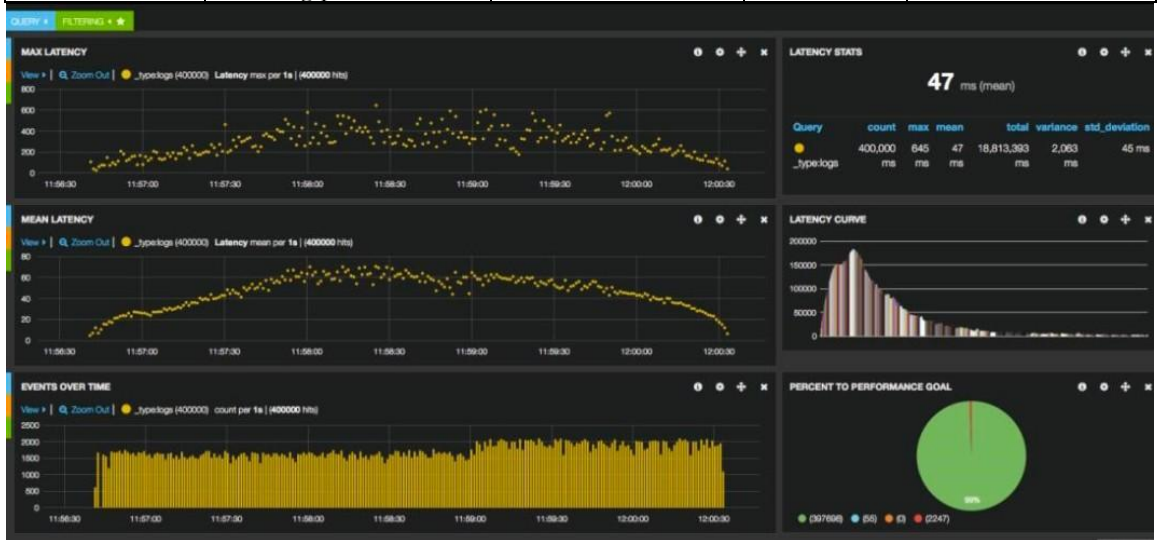 QUERY FILTERING
MAX LATENCY
View | Zoom Out | _type:logs (400000) Latency max per 1s | (400000 hits)
800
600
400
200
0
11:56:30 11:57:00 11:57:30 11:58:00 11:58:30 11:59:00 11:59:30 12:00:00 12:00:30
LATENCY STATS
47 ms (mean)
Query count max mean total variance std_deviation
400,000 645 47 18,813,393 2,063 45 ms
_type:logs ms ms ms ms ms
MEAN LATENCY
View | Zoom Out | _type:logs (400000) Latency mean per 1s | (400000 hits)
80
60
40
20
0
11:56:30 11:57:00 11:57:30 11:58:00 11:58:30 11:59:00 11:59:30 12:00:00 12:00:30
LATENCY CURVE
200000
150000
100000
50000
0
EVENTS OVER TIME
View | Zoom Out | _type:logs (400000) count per 1s | (400000 hits)
2500
2000
1500
1000
500
0
11:56:30 11:57:00 11:57:30 11:58:00 11:58:30 11:59:00 11:59:30 12:00:00 12:00:30
PERCENT TO PERFORMANCE GOAL
99%
(397698) (55) (0) (2247)